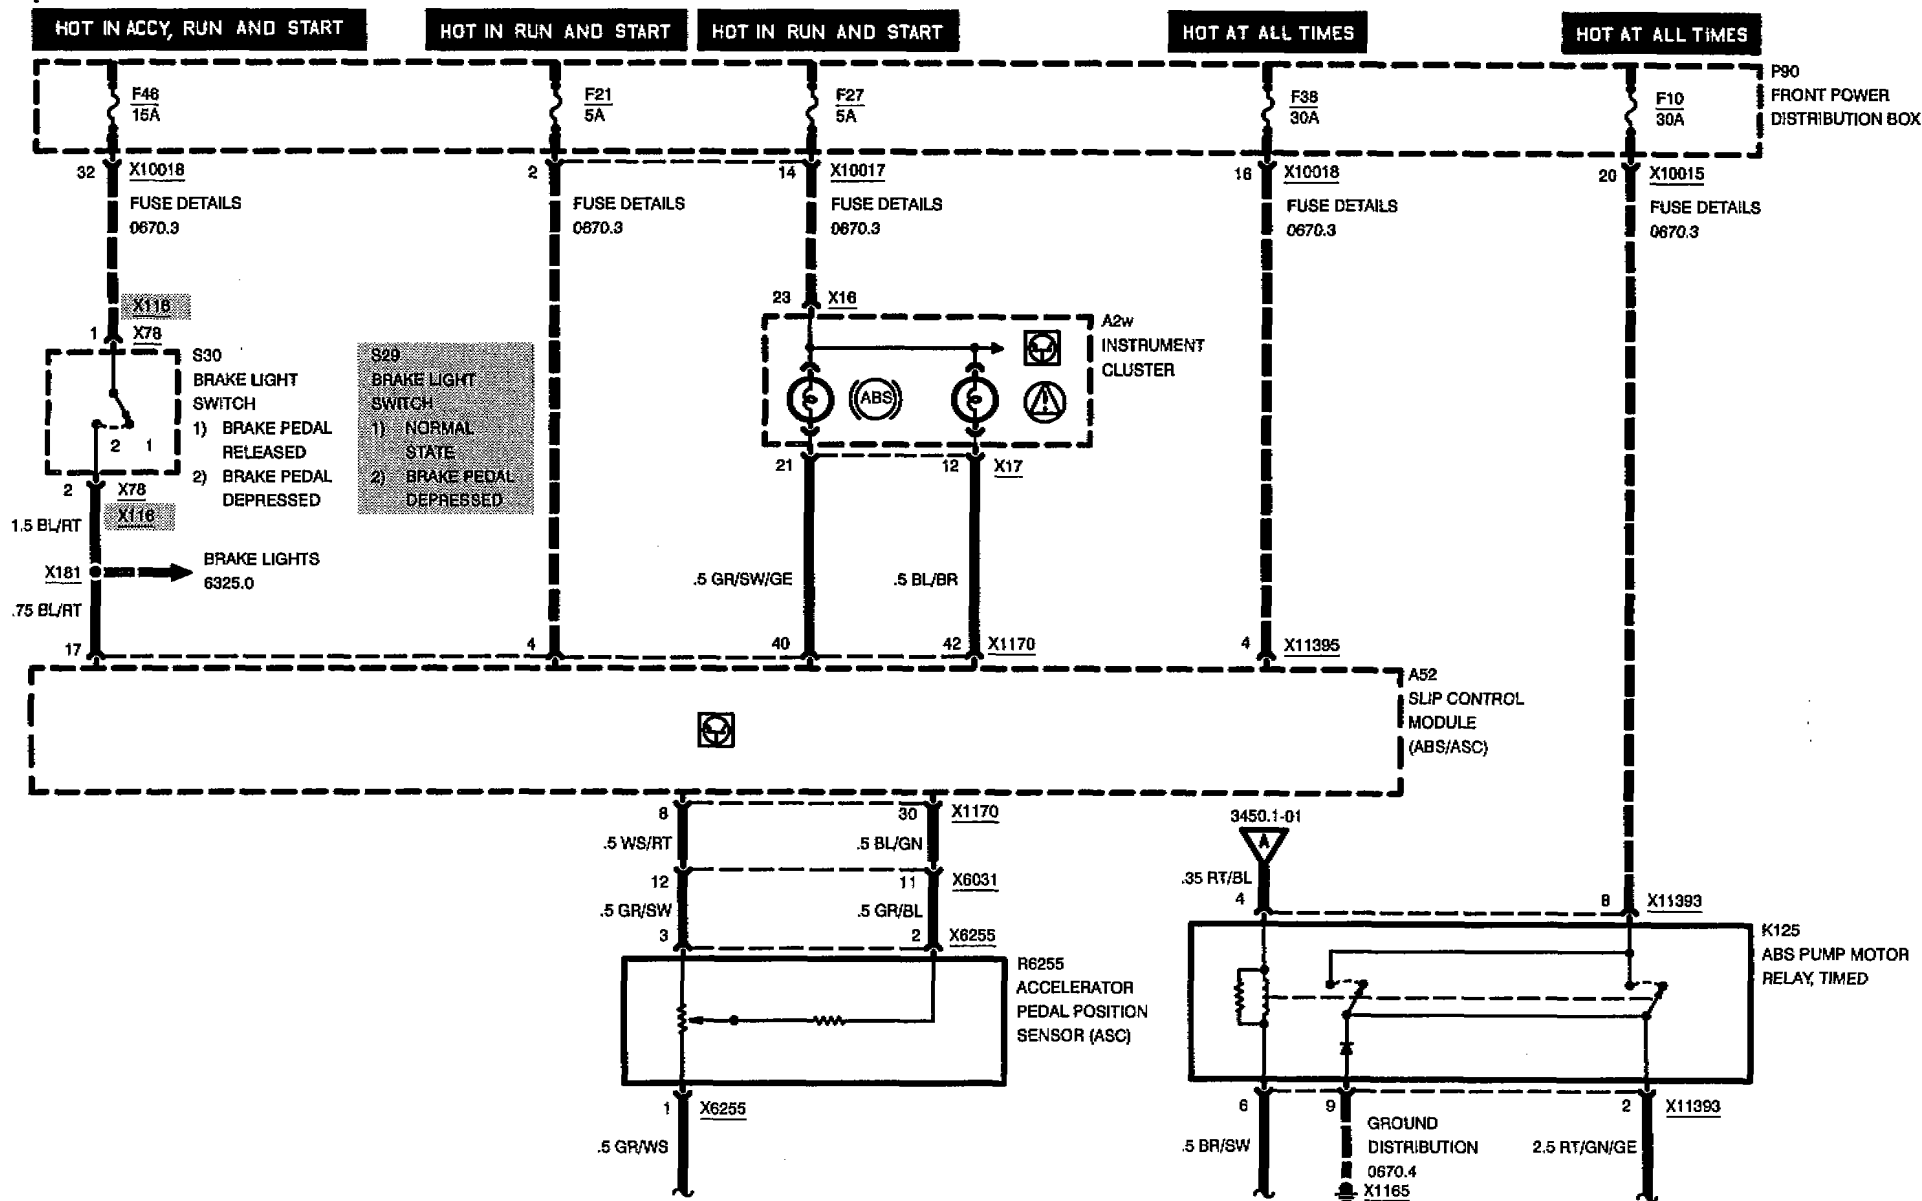 HOT IN ACCY, RUN AND START
HOT IN RUN AND START
HOT IN RUN AND START
HOT AT ALL TIMES
HOT AT ALL TIMES
F46
15A
F21
5A
F27
5A
F38
30A
F10
30A
P90
FRONT POWER
DISTRIBUTION BOX
32
X10018
2
14
X10017
16
X10018
20
X10015
FUSE DETAILS
0670.3
FUSE DETAILS
0670.3
FUSE DETAILS
0670.3
FUSE DETAILS
0670.3
FUSE DETAILS
0670.3
X116
1
X78
23
X16
S30
BRAKE LIGHT
SWITCH
1) BRAKE PEDAL
RELEASED
2) BRAKE PEDAL
DEPRESSED
2 1
S29
BRAKE LIGHT
SWITCH
1) NORMAL
STATE
2) BRAKE PEDAL
DEPRESSED
A2w
INSTRUMENT
CLUSTER
ABS
2
X78
X116
21
12
X17
1.5 BL/RT
X181
BRAKE LIGHTS
6325.0
.75 BL/RT
.5 GR/SW/GE
.5 BL/BR
17
4
40
42
X1170
4
X11395
A52
SLIP CONTROL
MODULE
(ABS/ASC)
8
30
X1170
.5 WS/RT
.5 BL/GN
12
11
X6031
.5 GR/SW
.5 GR/BL
3
2
X6255
3450.1-01
A
.35 RT/BL
4
8
X11393
R6255
ACCELERATOR
PEDAL POSITION
SENSOR (ASC)
K125
ABS PUMP MOTOR
RELAY, TIMED
1
X6255
.5 GR/WS
6
9
2
X11393
.5 BR/SW
GROUND
DISTRIBUTION
0670.4
X1165
2.5 RT/GN/GE